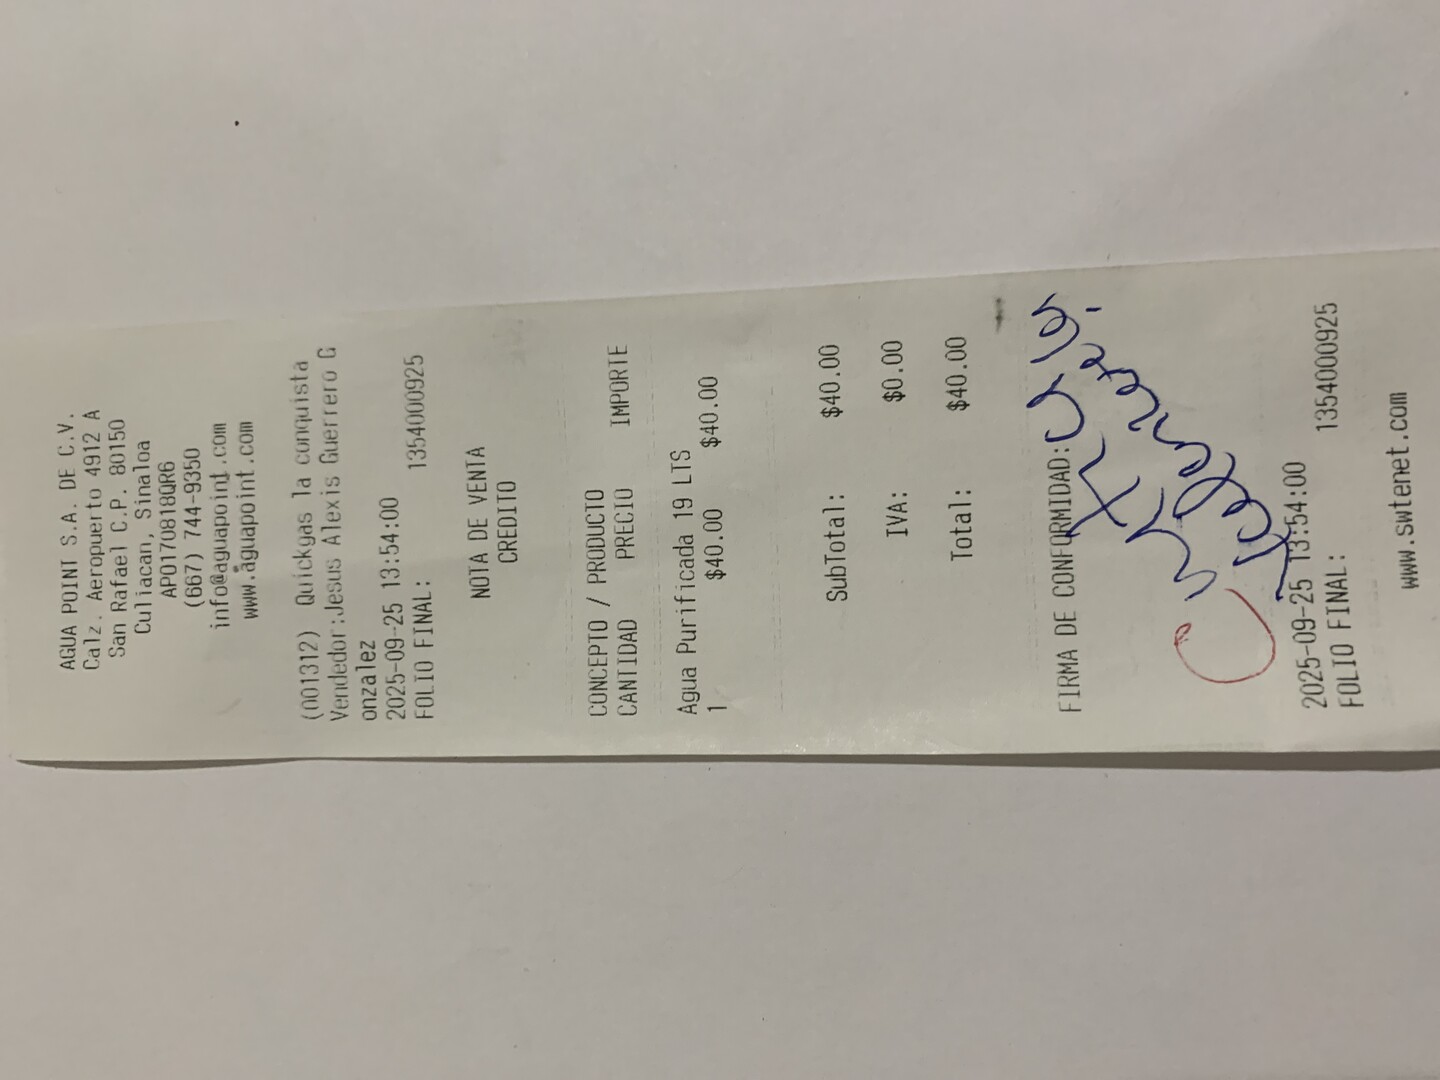 AGUA POINT S.A. DE C.V.
Calz. Aeropuerto 4912 A
San Rafael C.P. 80150
Culiacan, Sinaloa
APO170818QR6
(667) 744-9350
info@aguapoint.com
www.aguapoint.com
(001312) Quickgas la conquista
Vendedor:Jesus Alexis Guerrero G
onzalez
2025-09-25 13:54:00
FOLIO FINAL: 1354000925
NOTA DE VENTA
CREDITO
CONCEPTO / PRODUCTO
CANTIDAD PRECIO IMPORTE
Agua Purificada 19 LTS
1 $40.00 $40.00
SubTotal: $40.00
IVA: $0.00
Total: $40.00
FIRMA DE CONFORMIDAD:
2025-09-25 13:54:00
FOLIO FINAL: 1354000925
www.swtenet.com